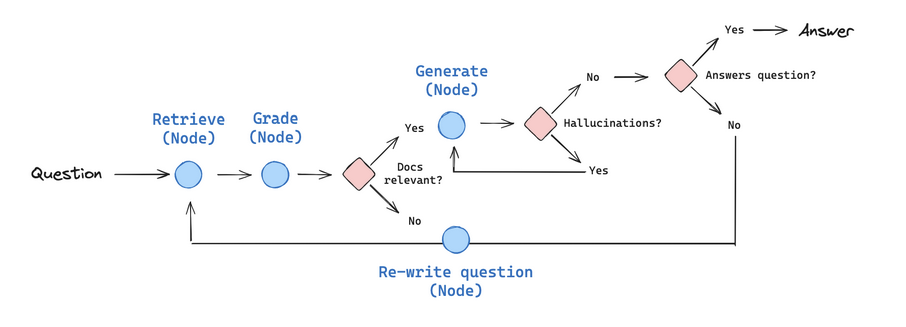 Yes
Answer
Answers question?
No
Generate
(Node)
No
Hallucinations?
Yes
Retrieve
(Node)
Grade
(Node)
Yes
Docs
relevant?
No
Question
Re-write question
(Node)